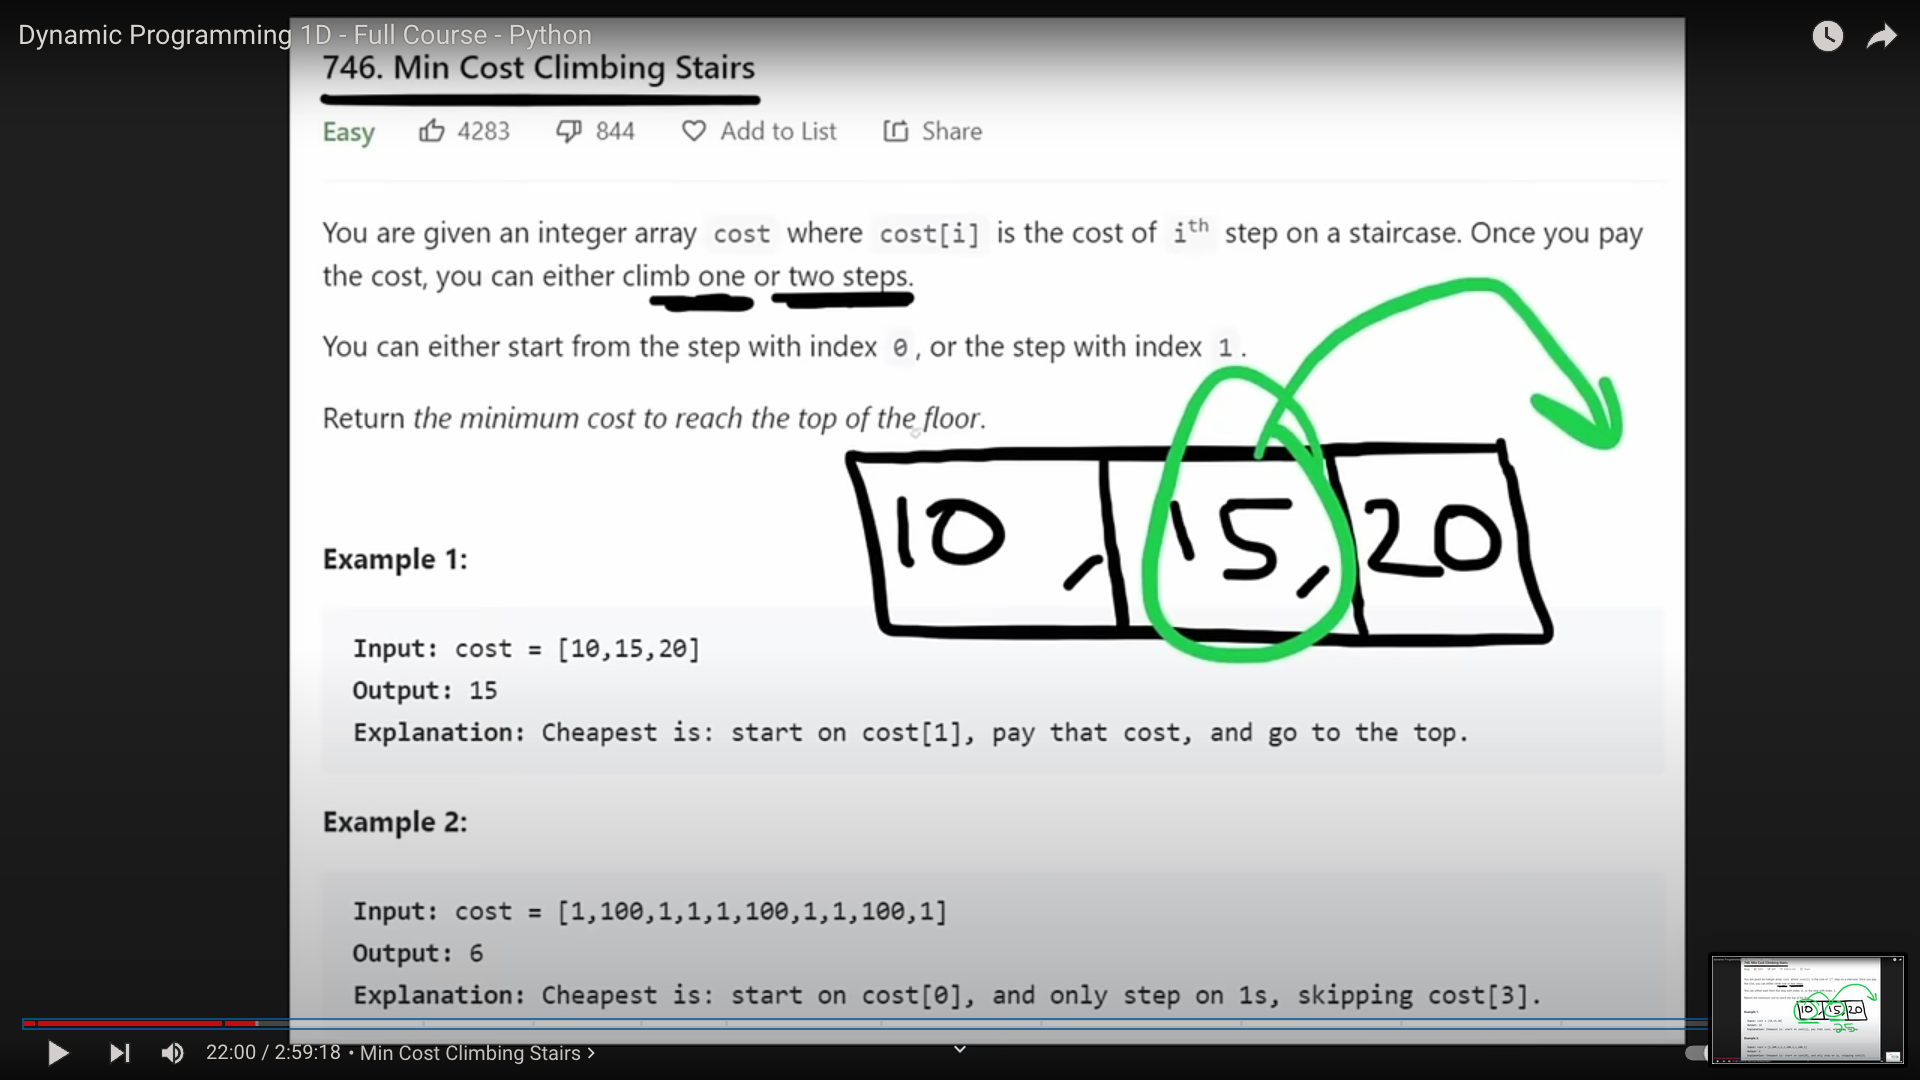 Dynamic Programming 1D - Full Course - Python
746. Min Cost Climbing Stairs
Easy 4283 844 Add to List Share
You are given an integer array cost where cost[i] is the cost of ith step on a staircase. Once you pay
the cost, you can either climb one or two steps.
You can either start from the step with index 0, or the step with index 1.
Return the minimum cost to reach the top of the floor.
10, 15, 20
Example 1:
Input: cost = [10,15,20]
Output: 15
Explanation: Cheapest is: start on cost[1], pay that cost, and go to the top.
Example 2:
Input: cost = [1,100,1,1,1,100,1,1,100,1]
Output: 6
Explanation: Cheapest is: start on cost[0], and only step on 1s, skipping cost[3].
22:00 / 2:59:18 • Min Cost Climbing Stairs
10 15 20
25